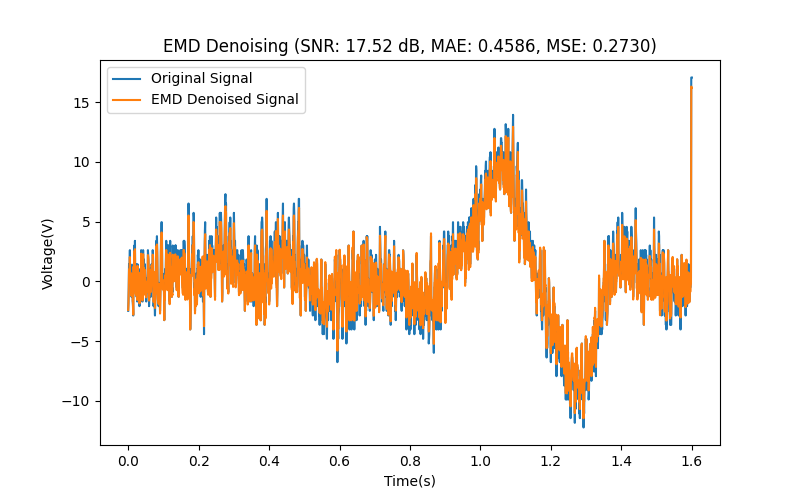 EMD Denoising (SNR: 17.52 dB, MAE: 0.4586, MSE: 0.2730)
Original Signal
EMD Denoised Signal
15
10
5
0
−5
−10
Voltage(V)
0.0 0.2 0.4 0.6 0.8 1.0 1.2 1.4 1.6
Time(s)